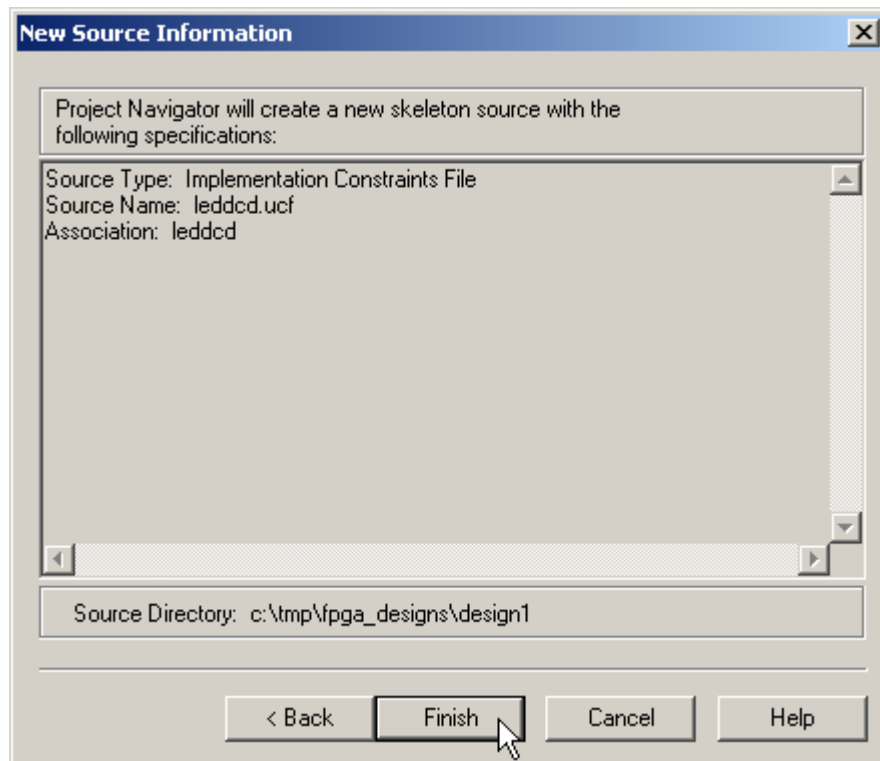 New Source Information
Project Navigator will create a new skeleton source with the
following specifications:
Source Type:  Implementation Constraints File
Source Name:  leddcd.ucf
Association:  leddcd
Source Directory:  c:\tmp\fpga_designs\design1
< Back
Finish
Cancel
Help